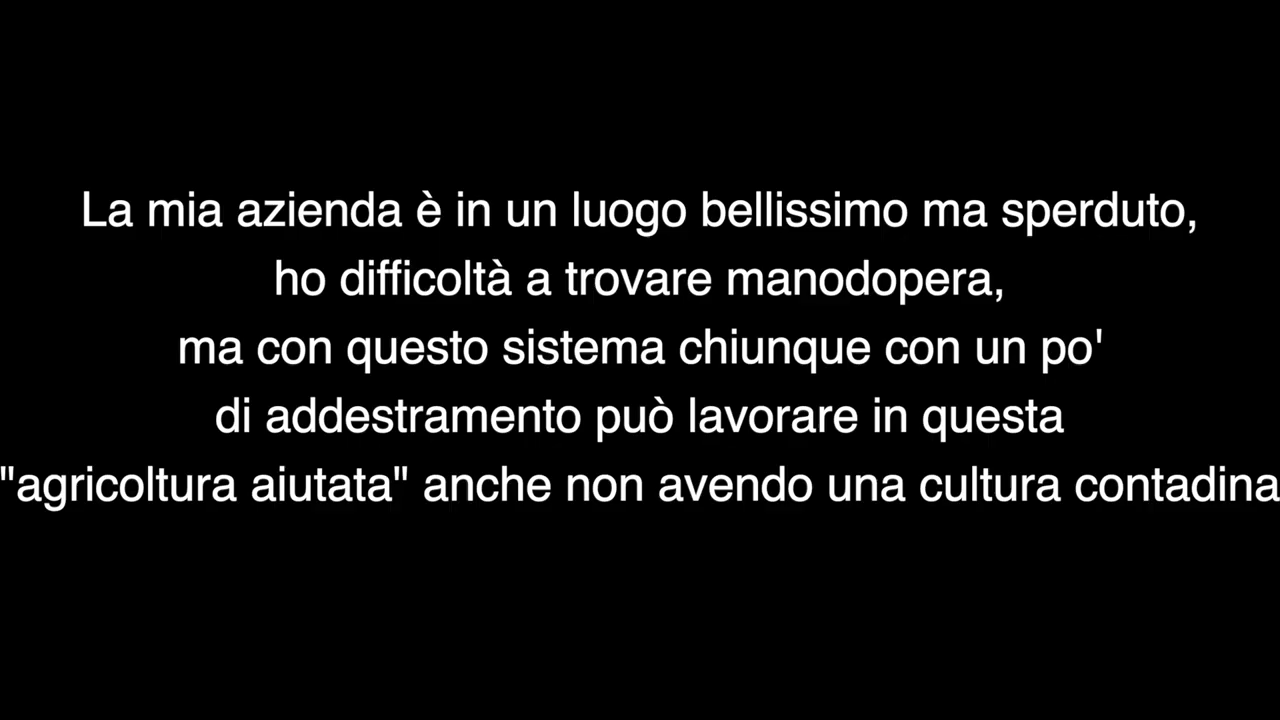 La mia azienda è in un luogo bellissimo ma sperduto,
ho difficoltà a trovare manodopera,
ma con questo sistema chiunque con un po'
di addestramento può lavorare in questa
"agricoltura aiutata" anche non avendo una cultura contadina